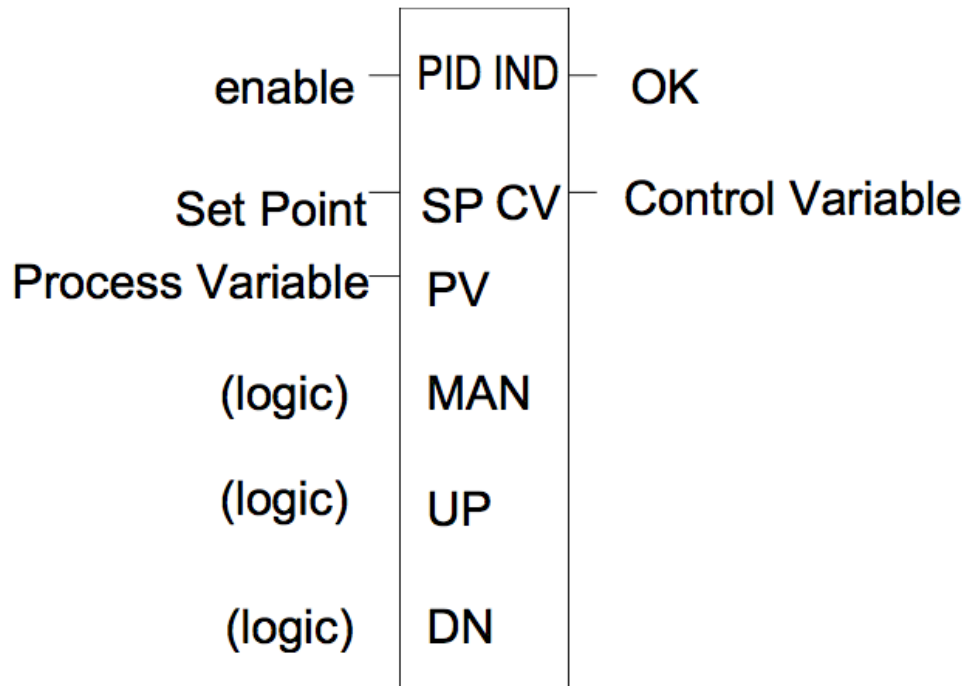 enable PID IND OK
Set Point SP CV Control Variable
Process Variable PV
(logic) MAN
(logic) UP
(logic) DN